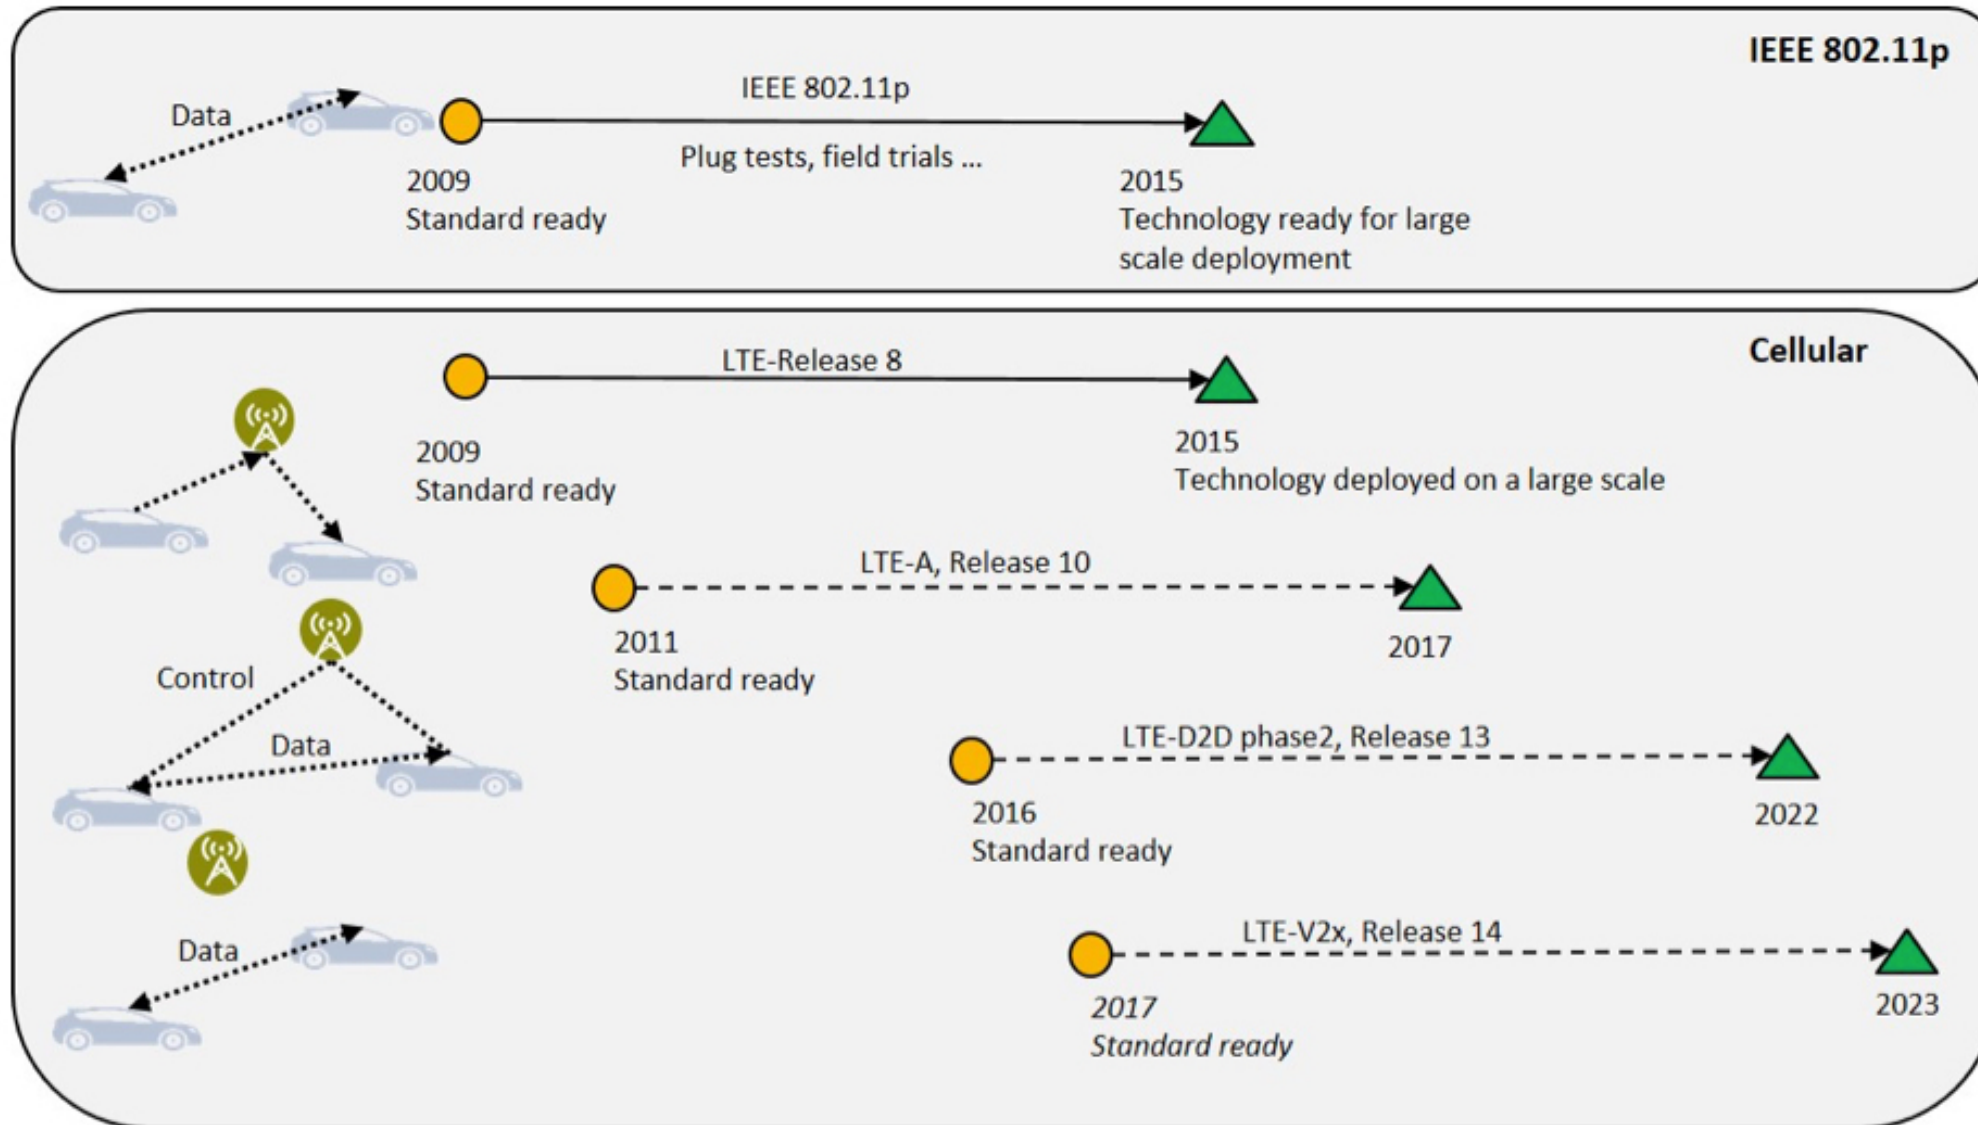 IEEE 802.11p
IEEE 802.11p
Data
Plug tests, field trials ...
2009
Standard ready
2015
Technology ready for large
scale deployment
Cellular
LTE-Release 8
2009
Standard ready
2015
Technology deployed on a large scale
LTE-A, Release 10
2011
Standard ready
2017
Control
Data
LTE-D2D phase2, Release 13
2016
Standard ready
2022
Data
LTE-V2x, Release 14
2017
Standard ready
2023